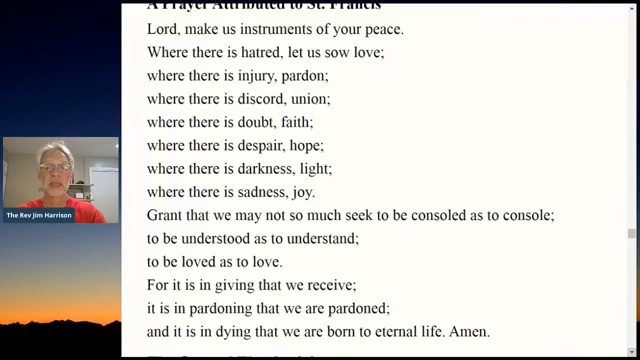 A Prayer Attributed to St. Francis
Lord, make us instruments of your peace.
Where there is hatred, let us sow love;
where there is injury, pardon;
where there is discord, union;
where there is doubt, faith;
where there is despair, hope;
where there is darkness, light;
where there is sadness, joy.
Grant that we may not so much seek to be consoled as to console;
to be understood as to understand;
to be loved as to love.
For it is in giving that we receive;
it is in pardoning that we are pardoned;
and it is in dying that we are born to eternal life. Amen.
The Rev Jim Harrison